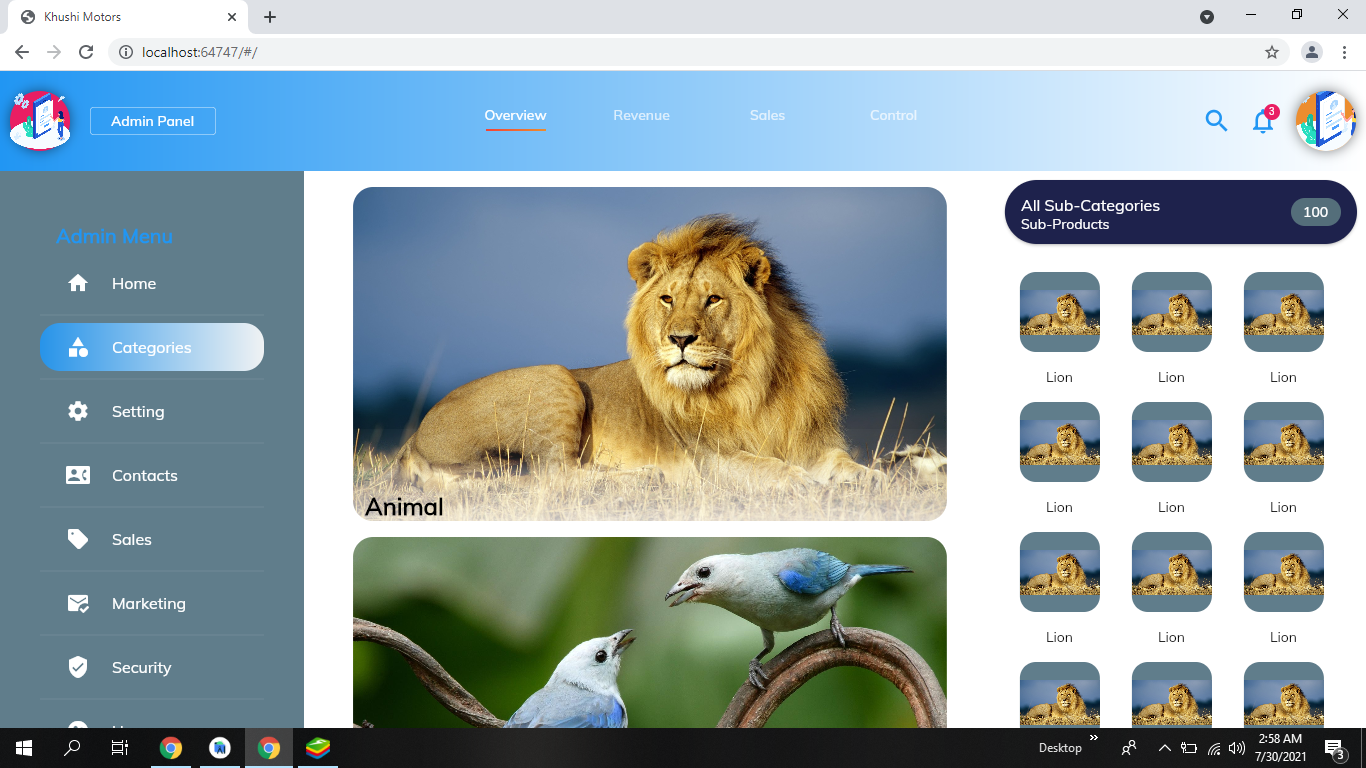 Khushi Motors
localhost:64747/#/
Admin Panel
Overview
Revenue
Sales
Control
3
Admin Menu
Home
Categories
Setting
Contacts
Sales
Marketing
Security
Animal
All Sub-Categories
Sub-Products
100
Lion Lion Lion
Lion Lion Lion
Lion Lion Lion
Desktop
2:58 AM
7/30/2021
3